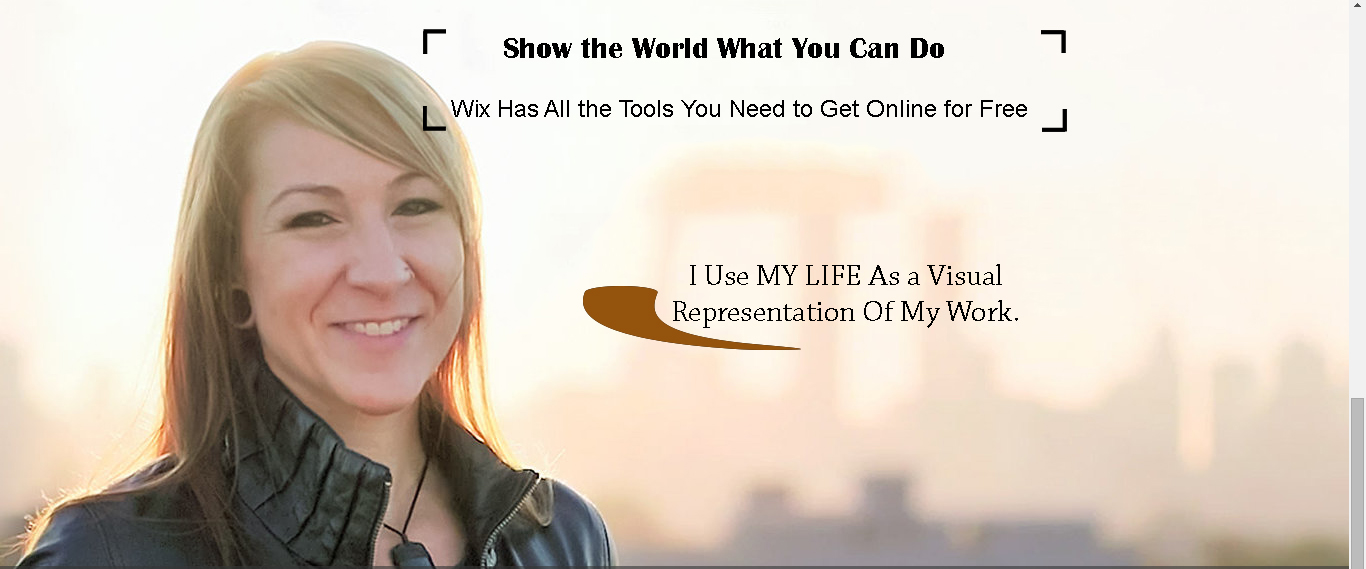 Show the World What You Can Do
Wix Has All the Tools You Need to Get Online for Free
I Use MY LIFE As a Visual
Representation Of My Work.